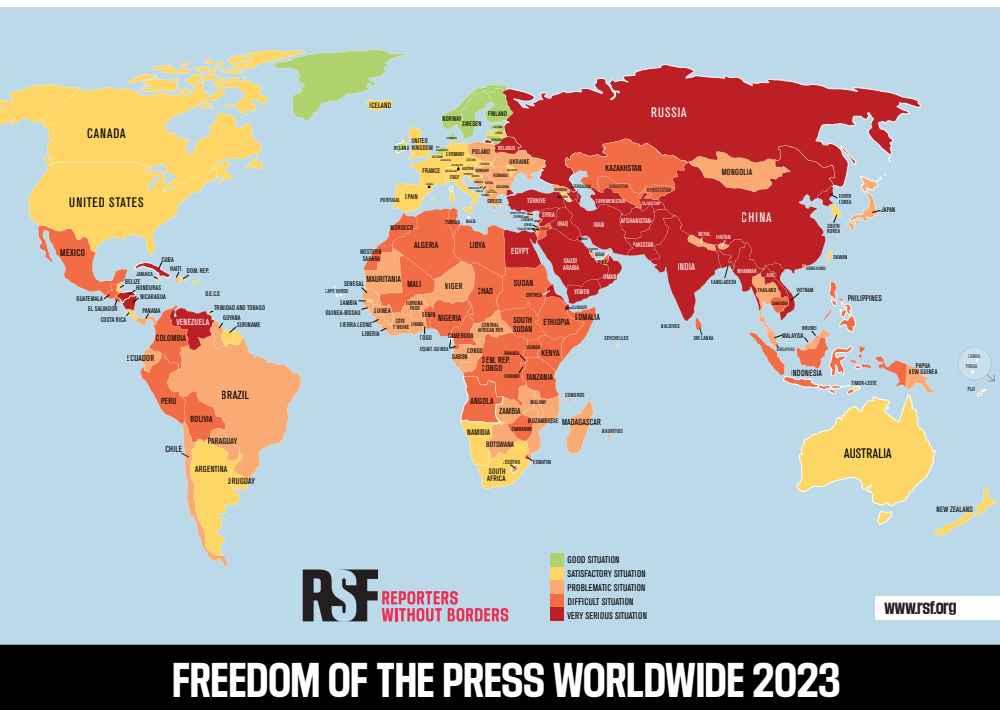 CANADA
UNITED STATES
MEXICO
CUBA
JAMAICA
HAITI
DOM. REP.
BELIZE
HONDURAS
GUATEMALA
NICARAGUA
EL SALVADOR
COSTA RICA
PANAMA
O.E.C.S
TRINIDAD AND TOBAGO
VENEZUELA
GUYANA
SURINAME
COLOMBIA
ECUADOR
PERU
BRAZIL
BOLIVIA
PARAGUAY
CHILE
ARGENTINA
URUGUAY
ICELAND
NORWAY
SWEDEN
FINLAND
IRELAND
UNITED
KINGDOM
GERMANY
POLAND
BELARUS
UKRAINE
FRANCE
ITALY
PORTUGAL
SPAIN
GREECE
ROMANIA
RUSSIA
KAZAKHSTAN
MONGOLIA
CHINA
NORTH
KOREA
SOUTH
KOREA
JAPAN
TAIWAN
HONG KONG
TÜRKIYE
SYRIA
IRAQ
IRAN
TURKMENISTAN
AFGHANISTAN
PAKISTAN
INDIA
NEPAL
BHUTAN
BANGLADESH
MYANMAR
LAOS
THAILAND
VIETNAM
CAMBODIA
SRI LANKA
MALDIVES
SAUDI
ARABIA
QATAR
OMAN
YEMEN
MOROCCO
WESTERN
SAHARA
ALGERIA
TUNISIA
MALTA
LIBYA
EGYPT
CAPE VERDE
SENEGAL
GAMBIA
GUINEA-BISSAU
GUINEA
SIERRA LEONE
LIBERIA
MAURITANIA
MALI
BURKINA
FASO
CÔTE
D'IVOIRE
GHANA
TOGO
BENIN
NIGER
NIGERIA
CHAD
SUDAN
ERITREA
DJIBOUTI
ETHIOPIA
SOMALIA
SOUTH
SUDAN
CENTRAL
AFRICAN REP.
CAMEROON
EQUAT. GUINEA
GABON
CONGO
DEM. REP.
CONGO
UGANDA
RWANDA
BURUNDI
KENYA
TANZANIA
SEYCHELLES
COMOROS
ANGOLA
ZAMBIA
MALAWI
MOZAMBIQUE
ZIMBABWE
MADAGASCAR
MAURITIUS
NAMIBIA
BOTSWANA
SOUTH
AFRICA
LESOTHO
ESWATINI
PHILIPPINES
BRUNEI
MALAYSIA
SINGAPORE
INDONESIA
TIMOR-LESTE
PAPUA
NEW GUINEA
SAMOA
TONGA
FIJI
AUSTRALIA
NEW ZEALAND
GOOD SITUATION
SATISFACTORY SITUATION
PROBLEMATIC SITUATION
DIFFICULT SITUATION
VERY SERIOUS SITUATION
RSF REPORTERS
WITHOUT BORDERS
www.rsf.org
FREEDOM OF THE PRESS WORLDWIDE 2023